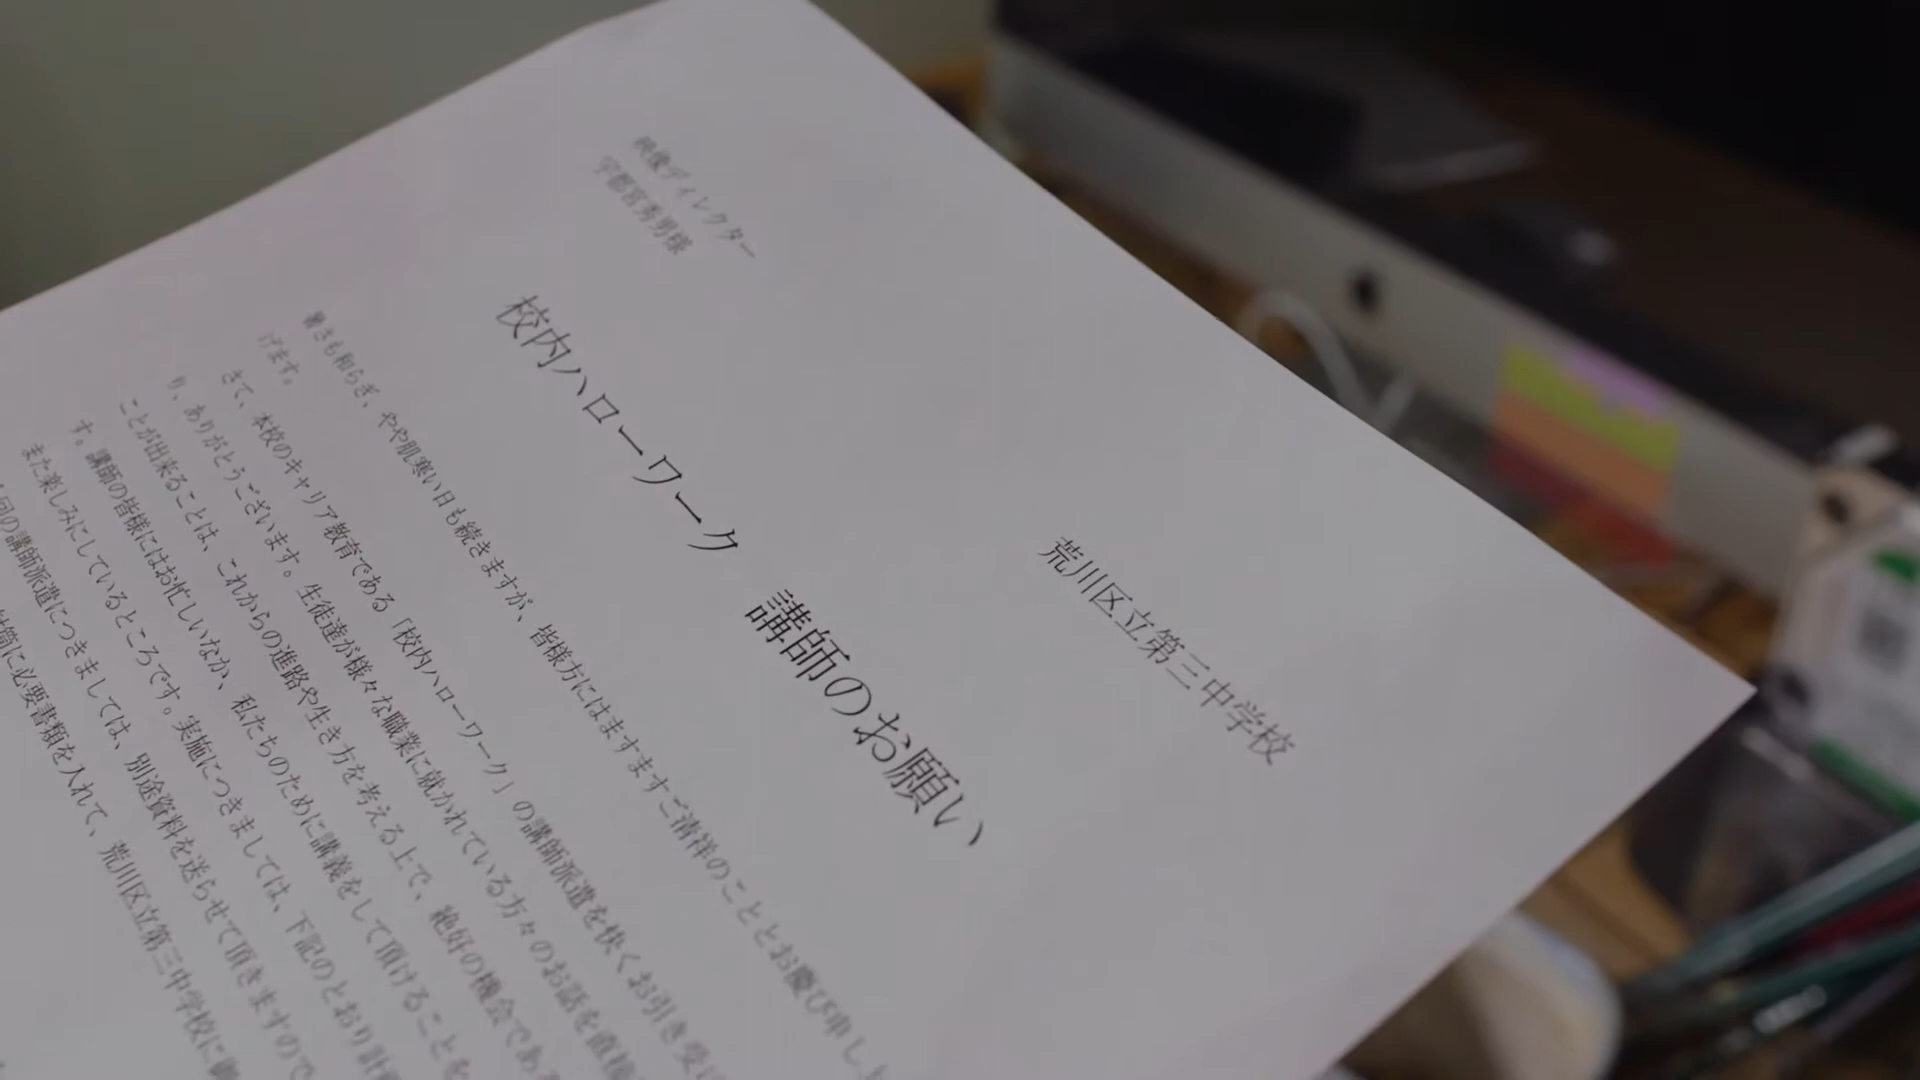 映像ディレクター
宇都宮秀男様
荒川区立第三中学校
校内ハローワーク 講師のお願い
暑さも和らぎ、やや肌寒い日も続きますが、皆様方にはますますご清祥のこととお慶び申し上
げます。
さて、本校のキャリア教育である「校内ハローワーク」の講師派遣を快くお引き受け
り、ありがとうございます。生徒達が様々な職業に就かれている方々のお話を直接
ことが出来ることは、これからの進路や生き方を考える上で、絶好の機会である
す。講師の皆様にはお忙しいなか、私たちのために講義をして頂けることを
また楽しみにしているところです。実施につきましては、下記のとおり計画
回の講師派遣につきましては、別途資料を送らせて頂きますので
封筒に必要書類を入れて、荒川区立第三中学校に御